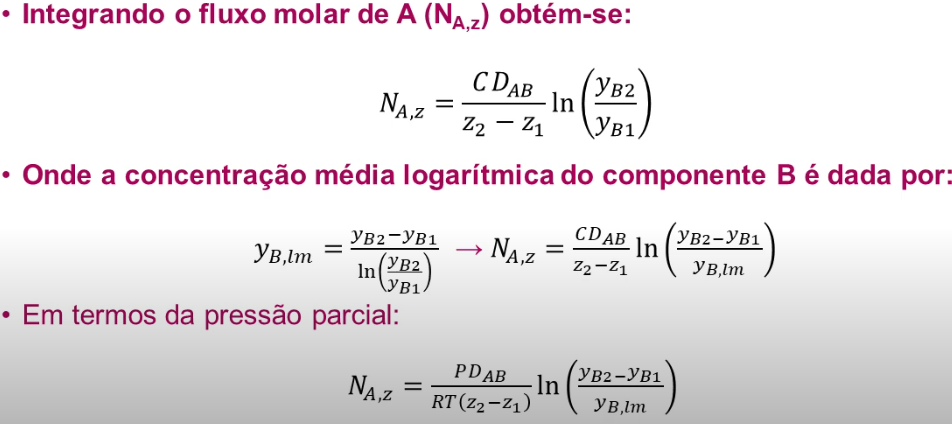 • Integrando o fluxo molar de A (N_{A,z}) obtém-se:
N_{A,z} = \frac{CD_{AB}}{z_2 - z_1} \ln\left(\frac{y_{B2}}{y_{B1}}\right)
• Onde a concentração média logarítmica do componente B é dada por:
y_{B,lm} = \frac{y_{B2}-y_{B1}}{\ln\left(\frac{y_{B2}}{y_{B1}}\right)} → N_{A,z} = \frac{CD_{AB}}{z_2-z_1} \ln\left(\frac{y_{B2}-y_{B1}}{y_{B,lm}}\right)
• Em termos da pressão parcial:
N_{A,z} = \frac{PD_{AB}}{RT(z_2-z_1)} \ln\left(\frac{y_{B2}-y_{B1}}{y_{B,lm}}\right)